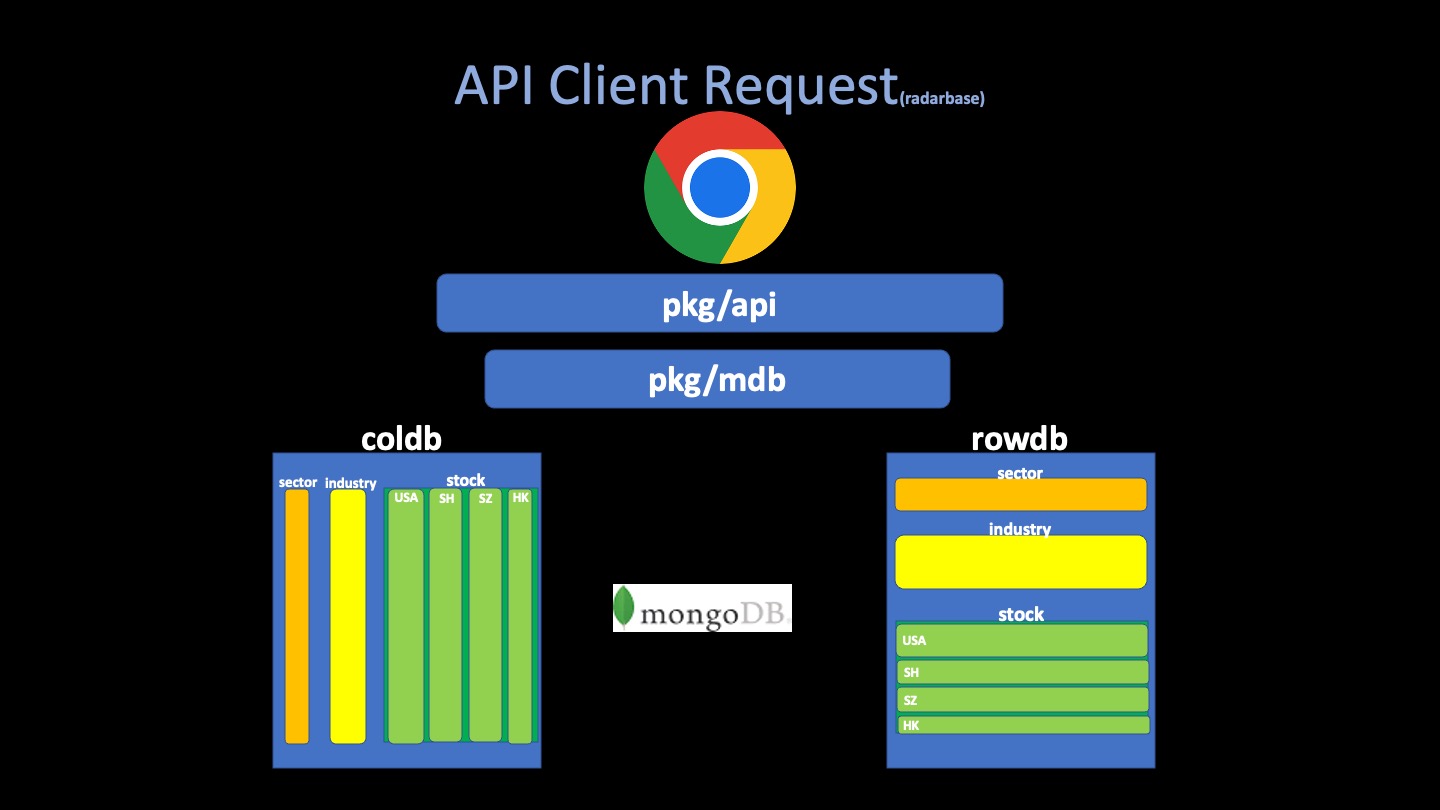 API Client Request(radarbase)
pkg/api
pkg/mdb
coldb
sector industry stock
USA SH SZ HK
rowdb
sector
industry
stock
USA
SH
SZ
HK
mongoDB.